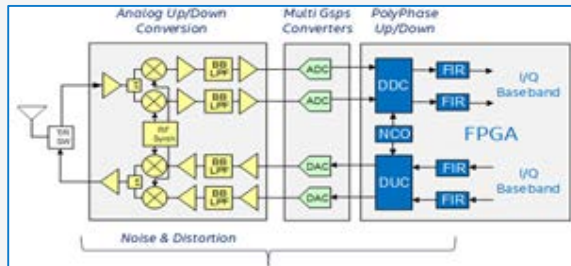 Analog Up/Down
Conversion
Multi Gsps
Converters
PolyPhase
Up/Down
BB
LPF
ADC
DDC
FIR
I/Q
Baseband
BB
LPF
ADC
FIR
T/R
SW
RF
Synth
NCO
FPGA
BB
LPF
DAC
DUC
FIR
I/Q
Baseband
BB
LPF
DAC
FIR
Noise & Distortion